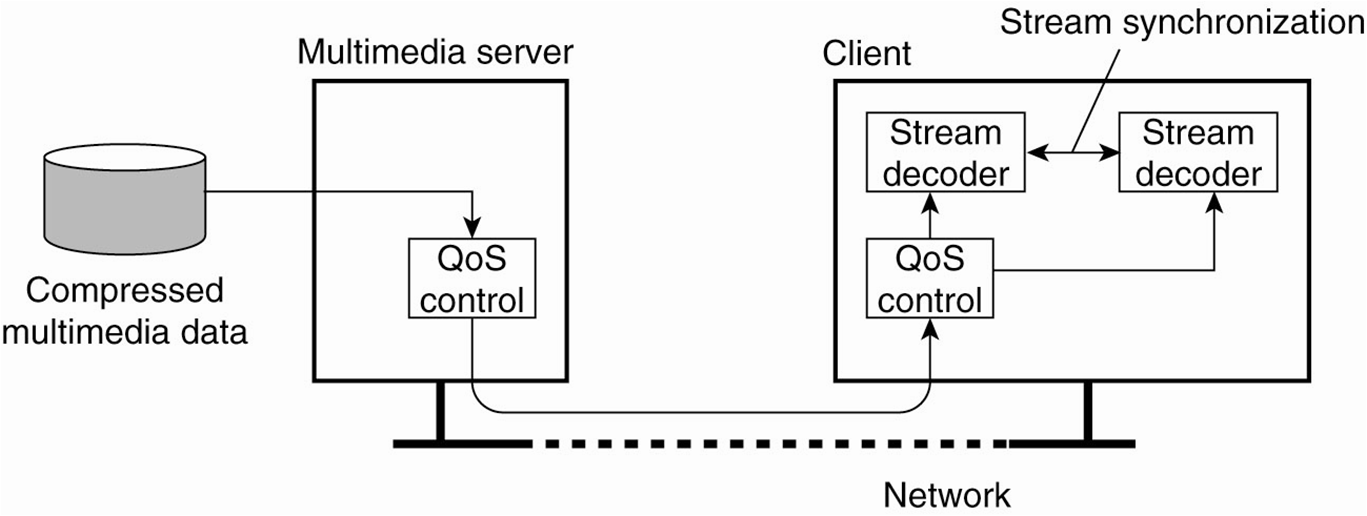 Stream synchronization
Multimedia server
Client
Stream
decoder
Stream
decoder
QoS
control
QoS
control
Compressed
multimedia data
Network